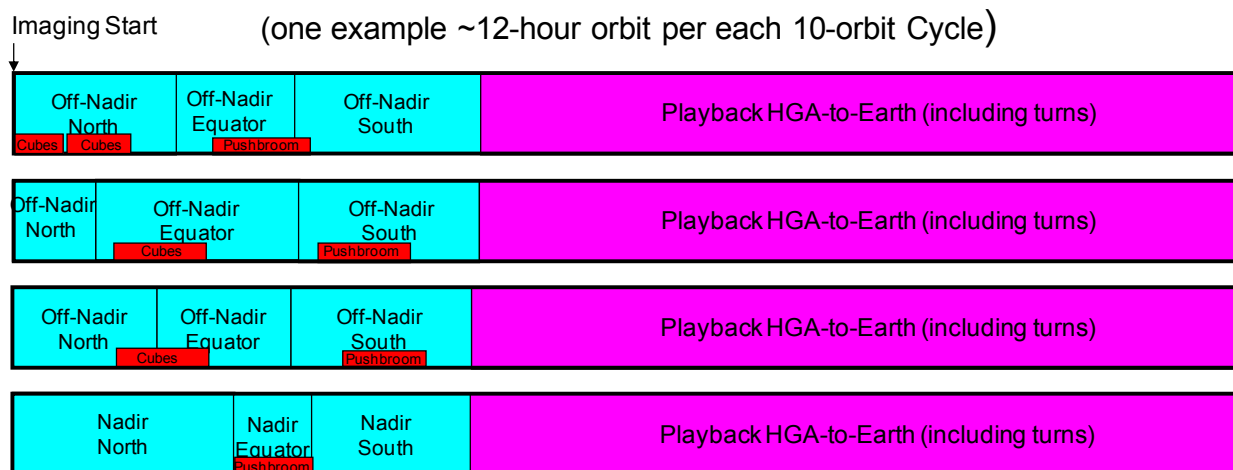 Imaging Start
(one example ~12-hour orbit per each 10-orbit Cycle)
Off-Nadir
North
Off-Nadir
Equator
Off-Nadir
South
Playback HGA-to-Earth (including turns)
Cubes
Cubes
Pushbroom
Off-Nadir
North
Off-Nadir
Equator
Off-Nadir
South
Playback HGA-to-Earth (including turns)
Cubes
Pushbroom
Off-Nadir
North
Off-Nadir
Equator
Off-Nadir
South
Playback HGA-to-Earth (including turns)
Cubes
Pushbroom
Nadir
North
Nadir
Equator
Nadir
South
Playback HGA-to-Earth (including turns)
Pushbroom